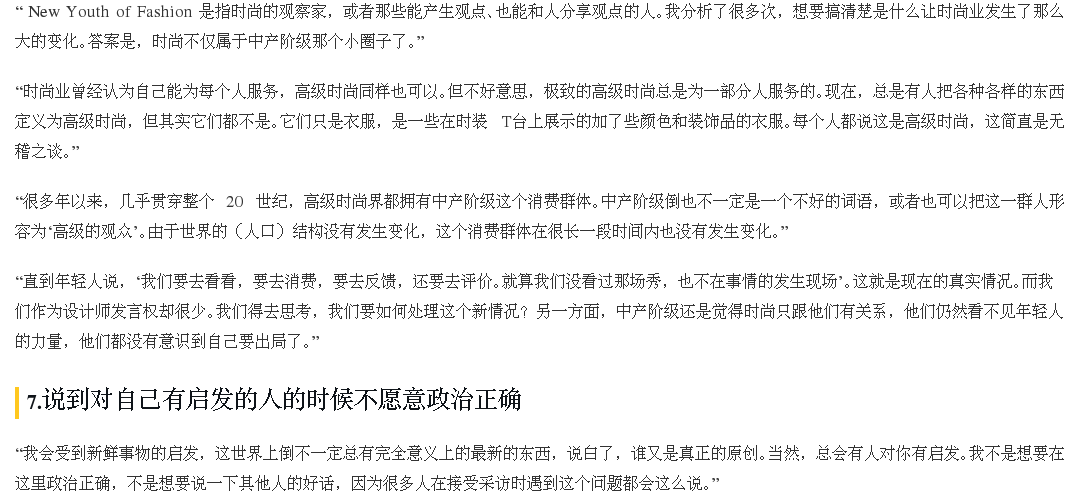 “ New Youth of Fashion 是指时尚的观察家，或者那些能产生观点、也能和人分享观点的人。我分析了很多次，想要搞清楚是什么让时尚业发生了那么
大的变化。答案是，时尚不仅属于中产阶级那个小圈子了。”
“时尚业曾经认为自己能为每个人服务，高级时尚同样也可以。但不好意思，极致的高级时尚总是为一部分人服务的。现在，总是有人把各种各样的东西
定义为高级时尚，但其实它们都不是。它们只是衣服，是一些在时装 T台上展示的加了些颜色和装饰品的衣服。每个人都说这是高级时尚，这简直是无
稽之谈。”
“很多年以来，几乎贯穿整个 20 世纪，高级时尚界都拥有中产阶级这个消费群体。中产阶级倒也不一定是一个不好的词语，或者也可以把这一群人形
容为‘高级的观众’。由于世界的（人口）结构没有发生变化，这个消费群体在很长一段时间内也没有发生变化。”
“直到年轻人说，‘我们要去看看，要去消费，要去反馈，还要去评价。就算我们没看过那场秀，也不在事情的发生现场’。这就是现在的真实情况。而我
们作为设计师发言权却很少。我们得去思考，我们要如何处理这个新情况？另一方面，中产阶级还是觉得时尚只跟他们有关系，他们仍然看不见年轻人
的力量，他们都没有意识到自己要出局了。”
7.说到对自己有启发的人的时候不愿意政治正确
“我会受到新鲜事物的启发，这世界上倒不一定总有完全意义上的最新的东西，说白了，谁又是真正的原创。当然，总会有人对你有启发。我不是想要在
这里政治正确，不是想要说一下其他人的好话，因为很多人在接受采访时遇到这个问题都会这么说。”